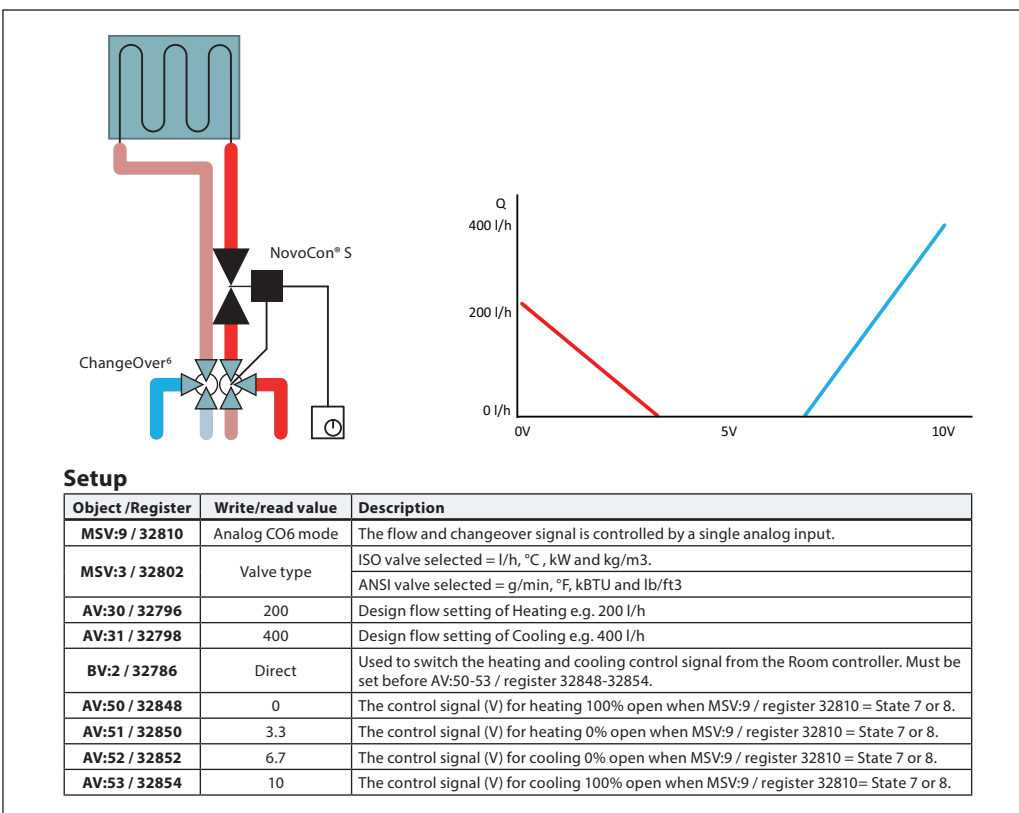 NovoCon® S
ChangeOver⁶
Q
400 l/h
200 l/h
0 l/h
0V
5V
10V
Setup
Object /Register Write/read value Description
MSV:9 / 32810 Analog CO6 mode The flow and changeover signal is controlled by a single analog input.
MSV:3 / 32802 Valve type ISO valve selected = l/h, °C , kW and kg/m3.
ANSI valve selected = g/min, °F, kBTU and lb/ft3
AV:30 / 32796 200 Design flow setting of Heating e.g. 200 l/h
AV:31 / 32798 400 Design flow setting of Cooling e.g. 400 l/h
BV:2 / 32786 Direct Used to switch the heating and cooling control signal from the Room controller. Must be
set before AV:50-53 / register 32848-32854.
AV:50 / 32848 0 The control signal (V) for heating 100% open when MSV:9 / register 32810 = State 7 or 8.
AV:51 / 32850 3.3 The control signal (V) for heating 0% open when MSV:9 / register 32810 = State 7 or 8.
AV:52 / 32852 6.7 The control signal (V) for cooling 0% open when MSV:9 / register 32810 = State 7 or 8.
AV:53 / 32854 10 The control signal (V) for cooling 100% open when MSV:9 / register 32810= State 7 or 8.